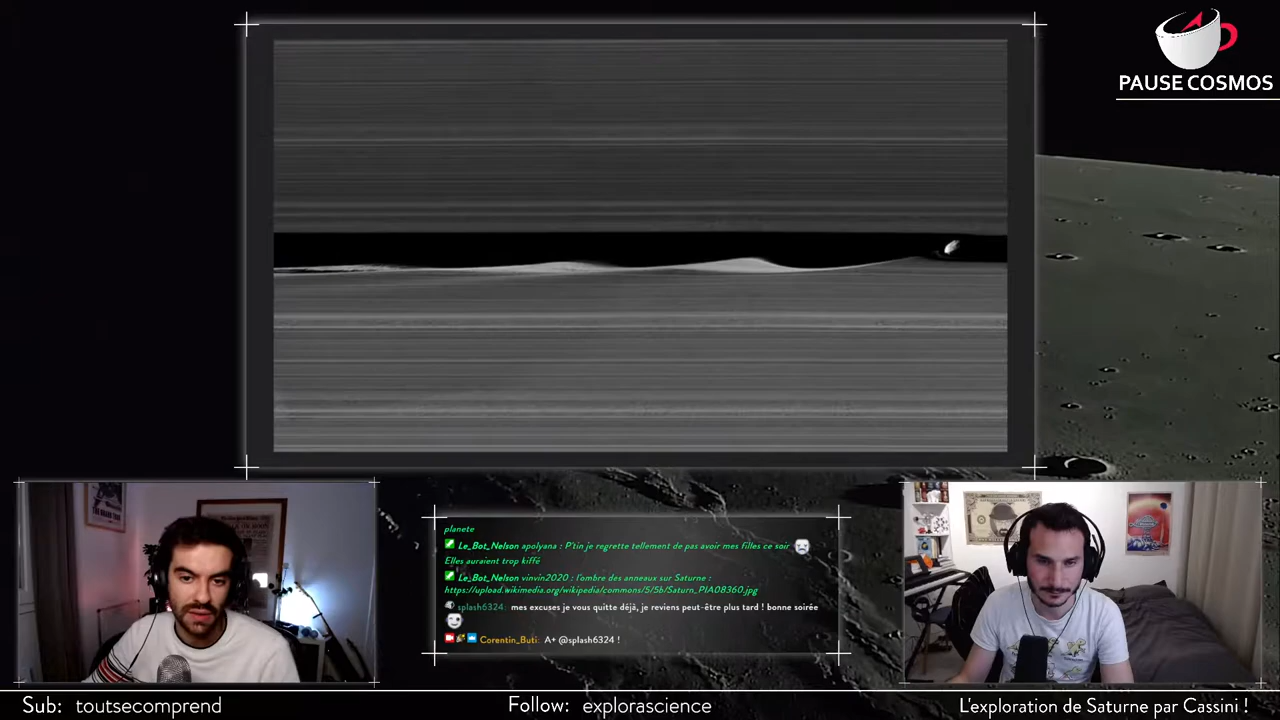 PAUSE COSMOS
planete
Le_Bot_Nelson apolyana : P'tin je regrette tellement de pas avoir mes filles ce soir
Elles auraient trop kiffé
Le_Bot_Nelson vinvin2020 : l'ombre des anneaux sur Saturne :
https://upload.wikimedia.org/wikipedia/commons/5/5b/Saturn_PIA08360.jpg
splash6324: mes excuses je vous quitte déjà, je reviens peut-être plus tard ! bonne soirée
Corentin_Buti: A+ @splash6324 !
Sub: toutsecomprend
Follow: explorascience
L'exploration de Saturne par Cassini !